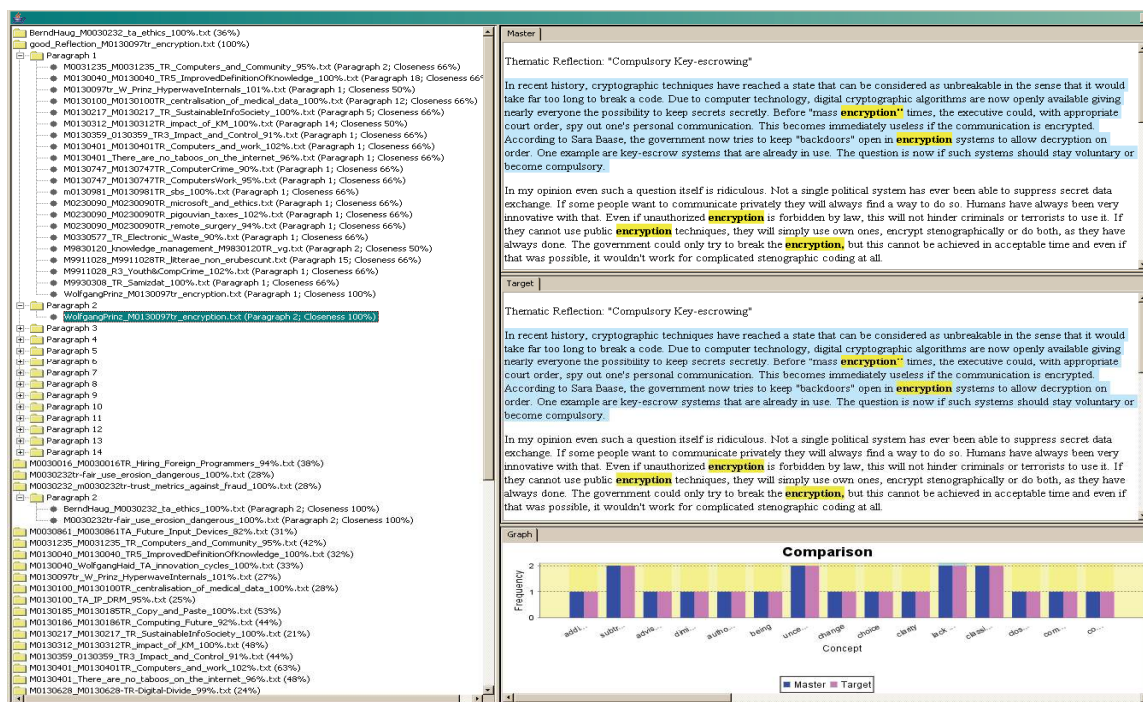 BerndHaug_M0030232_ta_ethics_100%.txt (36%)
good_Reflection_M0130097tr_encryption.txt (100%)
Paragraph 1
M0031235_M0031235_TR_Computers_and_Community_95%.txt (Paragraph 2; Closeness 66%)
M0130040_M0130040_TR5_ImprovedDefinitionOfKnowledge_100%.txt (Paragraph 18; Closeness 66%
M0130097tr_W_Prinz_HyperwaveInternals_101%.txt (Paragraph 1; Closeness 50%)
M0130100_M0130100TR_centralisation_of_medical_data_100%.txt (Paragraph 12; Closeness 66%)
M0130217_M0130217_TR_SustainableInfoSociety_100%.txt (Paragraph 5; Closeness 66%)
M0130312_M0130312TR_impact_of_KM_100%.txt (Paragraph 14; Closeness 50%)
M0130359_0130359_TR3_Impact_and_Control_91%.txt (Paragraph 1; Closeness 66%)
M0130401_M0130401TR_Computers_and_work_102%.txt (Paragraph 1; Closeness 66%)
M0130401_There_are_no_taboos_on_the_internet_96%.txt (Paragraph 1; Closeness 66%)
M0130747_M0130747TR_ComputerCrime_90%.txt (Paragraph 1; Closeness 66%)
M0130747_M0130747TR_ComputersWork_95%.txt (Paragraph 1; Closeness 66%)
m0130981_M0130981TR_sbs_100%.txt (Paragraph 1; Closeness 66%)
M0230090_M0230090TR_microsoft_and_ethics.txt (Paragraph 1; Closeness 66%)
M0230090_M0230090TR_pigouvian_taxes_102%.txt (Paragraph 1; Closeness 66%)
M0230090_M0230090TR_remote_surgery_94%.txt (Paragraph 1; Closeness 66%)
M0330577_TR_Electronic_Waste_90%.txt (Paragraph 1; Closeness 66%)
M9830120_knowledge_management_M9830120TR_vg.txt (Paragraph 2; Closeness 50%)
M9911028_M9911028TR_litterae_non_erubescunt.txt (Paragraph 15; Closeness 66%)
M9911028_R3_Youth&CompCrime_102%.txt (Paragraph 1; Closeness 66%)
M9930308_TR_Samizdat_100%.txt (Paragraph 1; Closeness 66%)
WolfgangPrinz_M0130097tr_encryption.txt (Paragraph 1; Closeness 100%)
Paragraph 2
WolfgangPrinz_M0130097tr_encryption.txt (Paragraph 2; Closeness 100%)
Paragraph 3
Paragraph 4
Paragraph 5
Paragraph 6
Paragraph 7
Paragraph 8
Paragraph 9
Paragraph 10
Paragraph 11
Paragraph 12
Paragraph 13
Paragraph 14
M0030016_M0030016TR_Hiring_Foreign_Programmers_94%.txt (38%)
M0030232tr-fair_use_erosion_dangerous_100%.txt (28%)
M0030232_m0030232tr-trust_metrics_against_fraud_100%.txt (28%)
Paragraph 2
BerndHaug_M0030232_ta_ethics_100%.txt (Paragraph 2; Closeness 100%)
M0030232tr-fair_use_erosion_dangerous_100%.txt (Paragraph 2; Closeness 100%)
M0030861_M0030861TA_Future_Input_Devices_82%.txt (31%)
M0031235_M0031235_TR_Computers_and_Community_95%.txt (42%)
M0130040_M0130040_TR5_ImprovedDefinitionOfKnowledge_100%.txt (32%)
M0130040_WolfgangHaid_TA_innovation_cycles_100%.txt (33%)
M0130097tr_W_Prinz_HyperwaveInternals_101%.txt (27%)
M0130100_M0130100TR_centralisation_of_medical_data_100%.txt (28%)
M0130100_TA_IP_DRM_95%.txt (25%)
M0130185_M0130185TR_Copy_and_Paste_100%.txt (53%)
M0130186_M0130186TR_Computing_Future_92%.txt (44%)
M0130217_M0130217_TR_SustainableInfoSociety_100%.txt (21%)
M0130312_M0130312TR_impact_of_KM_100%.txt (48%)
M0130359_0130359_TR3_Impact_and_Control_91%.txt (44%)
M0130401_M0130401TR_Computers_and_work_102%.txt (63%)
M0130401_There_are_no_taboos_on_the_internet_96%.txt (48%)
M0130628_M0130628-TR-Digital-Divide_99%.txt (24%)
Master
Thematic Reflection: "Compulsory Key-escrowing"
In recent history, cryptographic techniques have reached a state that can be considered as unbreakable in the sense that it would
take far too long to break a code. Due to computer technology, digital cryptographic algorithms are now openly available giving
nearly everyone the possibility to keep secrets secretly. Before "mass encryption" times, the executive could, with appropriate
court order, spy out one's personal communication. This becomes immediately useless if the communication is encrypted.
According to Sara Baase, the government now tries to keep "backdoors" open in encryption systems to allow decryption on
order. One example are key-escrow systems that are already in use. The question is now if such systems should stay voluntary or
become compulsory.
In my opinion even such a question itself is ridiculous. Not a single political system has ever been able to suppress secret data
exchange. If some people want to communicate privately they will always find a way to do so. Humans have always been very
innovative with that. Even if unauthorized encryption is forbidden by law, this will not hinder criminals or terrorists to use it. If
they cannot use public encryption techniques, they will simply use own ones, encrypt stenographically or do both, as they have
always done. The government could only try to break the encryption, but this cannot be achieved in acceptable time and even if
that was possible, it wouldn't work for complicated stenographic coding at all.
Target
Thematic Reflection: "Compulsory Key-escrowing"
In recent history, cryptographic techniques have reached a state that can be considered as unbreakable in the sense that it would
take far too long to break a code. Due to computer technology, digital cryptographic algorithms are now openly available giving
nearly everyone the possibility to keep secrets secretly. Before "mass encryption" times, the executive could, with appropriate
court order, spy out one's personal communication. This becomes immediately useless if the communication is encrypted.
According to Sara Baase, the government now tries to keep "backdoors" open in encryption systems to allow decryption on
order. One example are key-escrow systems that are already in use. The question is now if such systems should stay voluntary or
become compulsory.
In my opinion even such a question itself is ridiculous. Not a single political system has ever been able to suppress secret data
exchange. If some people want to communicate privately they will always find a way to do so. Humans have always been very
innovative with that. Even if unauthorized encryption is forbidden by law, this will not hinder criminals or terrorists to use it. If
they cannot use public encryption techniques, they will simply use own ones, encrypt stenographically or do both, as they have
always done. The government could only try to break the encryption, but this cannot be achieved in acceptable time and even if
that was possible, it wouldn't work for complicated stenographic coding at all.
Graph
Comparison
Frequency
2
1
0
addi... subtr... advis... dimi... autho... being unce... change choice clarity lack ... classi... clos... com... co...
Concept
Master Target